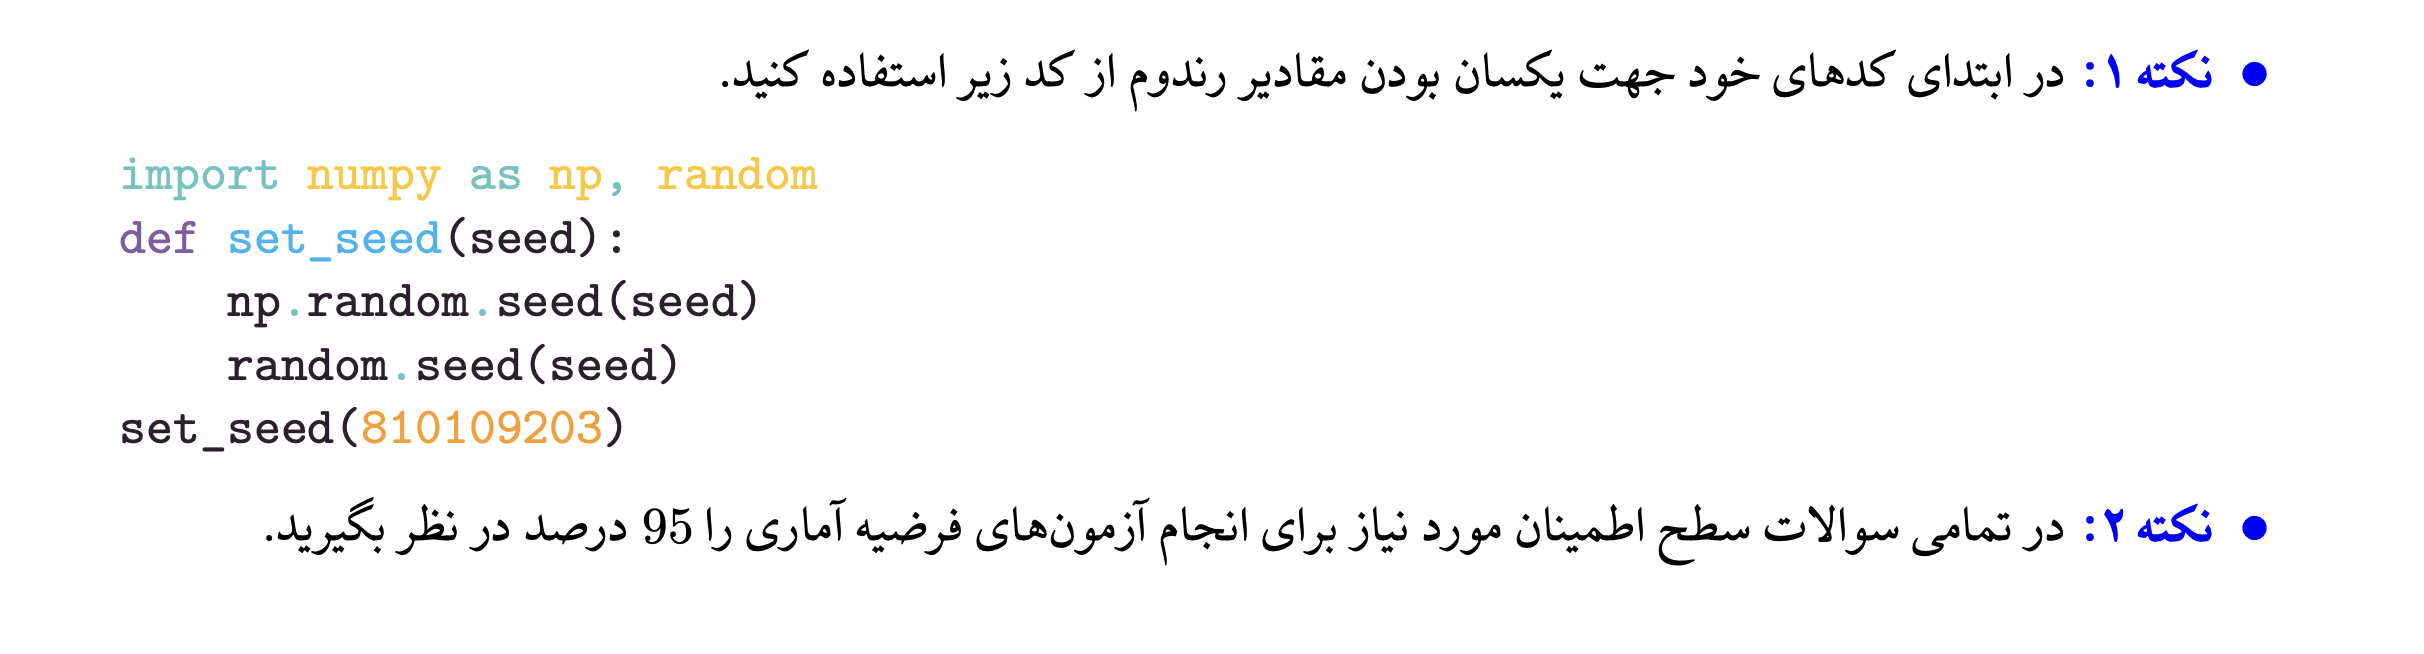 • نکته ۱: در ابتدای کدهای خود جهت یکسان بودن مقادیر رندوم از کد زیر استفاده کنید.
import numpy as np, random
def set_seed(seed):
    np.random.seed(seed)
    random.seed(seed)
set_seed(810109203)
• نکته ۲: در تمامی سوالات سطح اطمینان مورد نیاز برای انجام آزمون‌های فرضیه آماری را 95 درصد در نظر بگیرید.